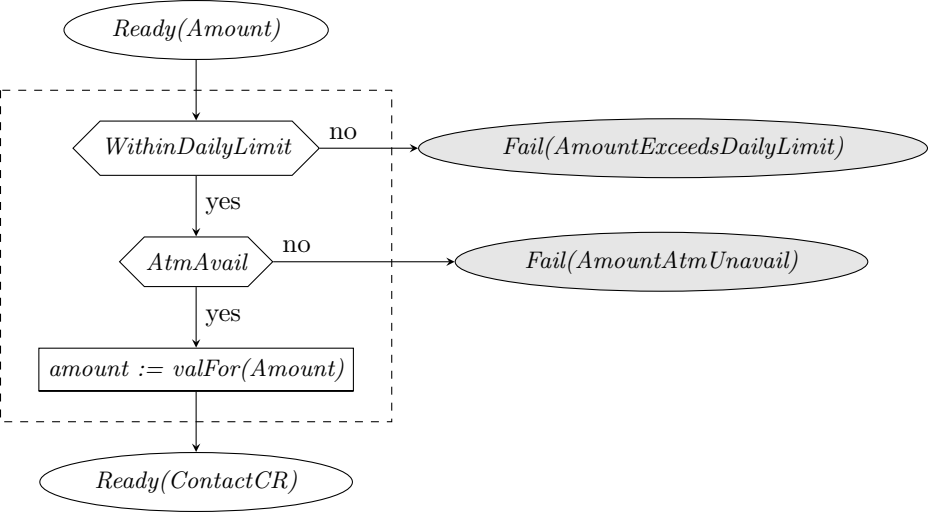 Ready(Amount)
WithinDailyLimit
no
Fail(AmountExceedsDailyLimit)
yes
AtmAvail
no
Fail(AmountAtmUnavail)
yes
amount := valFor(Amount)
Ready(ContactCR)